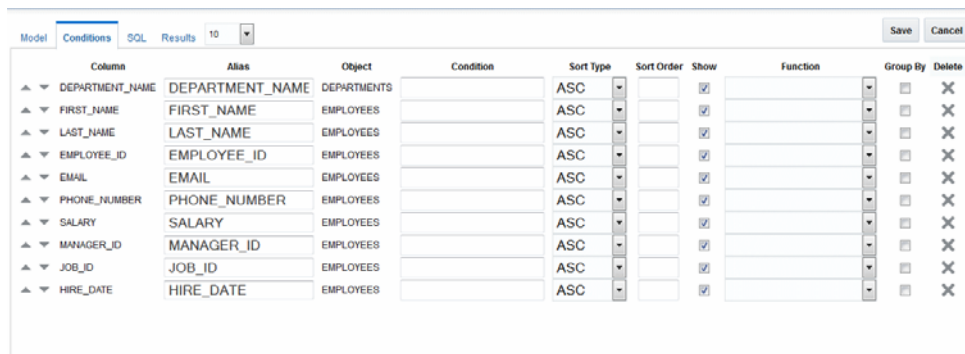 Model Conditions SQL Results 10 Save Cancel
Column Alias Object Condition Sort Type Sort Order Show Function Group By Delete
DEPARTMENT_NAME DEPARTMENT_NAME DEPARTMENTS ASC
FIRST_NAME FIRST_NAME EMPLOYEES ASC
LAST_NAME LAST_NAME EMPLOYEES ASC
EMPLOYEE_ID EMPLOYEE_ID EMPLOYEES ASC
EMAIL EMAIL EMPLOYEES ASC
PHONE_NUMBER PHONE_NUMBER EMPLOYEES ASC
SALARY SALARY EMPLOYEES ASC
MANAGER_ID MANAGER_ID EMPLOYEES ASC
JOB_ID JOB_ID EMPLOYEES ASC
HIRE_DATE HIRE_DATE EMPLOYEES ASC